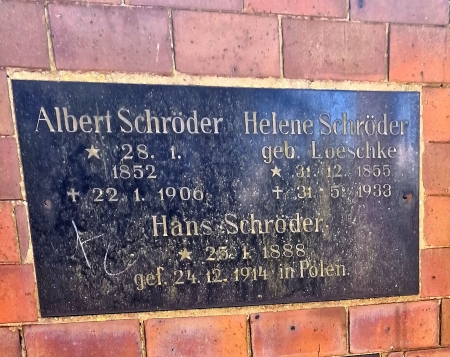 Albert Schröder
★ 28. 1.
1852
✝ 22. 1. 1906
Helene Schröder
geb. Loeschke
★ 31. 12. 1855
✝ 31. 5. 1933
Hans Schröder
★ 25. 1. 1888
gef. 24. 12. 1914 in Polen.